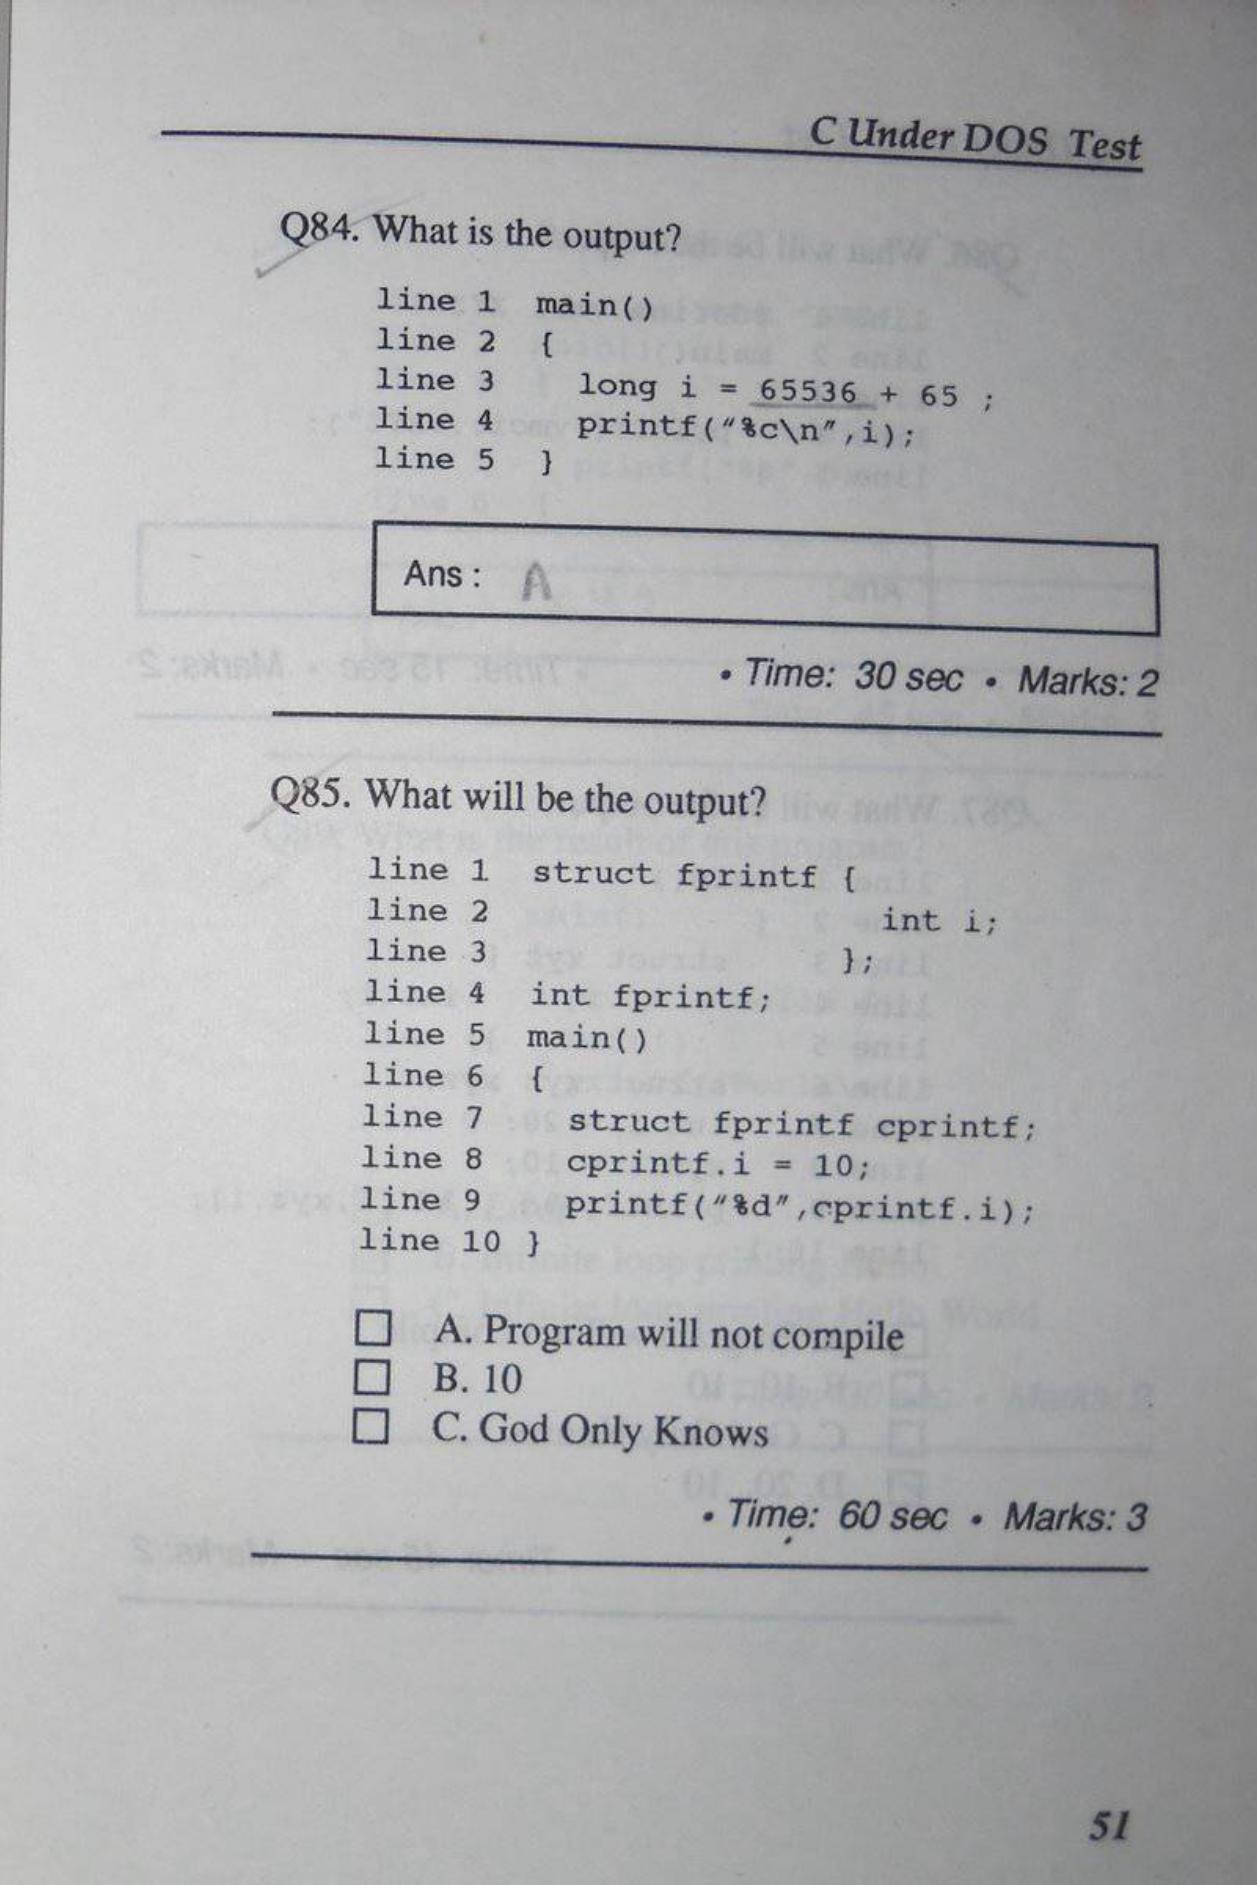 C Under DOS Test
Q84. What is the output?
line 1 main()
line 2 {
line 3 long i = 65536 + 65 ;
line 4 printf("%c\n",i);
line 5 }
Ans : A
• Time: 30 sec • Marks: 2
Q85. What will be the output?
line 1 struct fprintf {
line 2 int i;
line 3 };
line 4 int fprintf;
line 5 main()
line 6 {
line 7 struct fprintf cprintf;
line 8 cprintf.i = 10;
line 9 printf("%d",cprintf.i);
line 10 }
A. Program will not compile
B. 10
C. God Only Knows
• Time: 60 sec • Marks: 3
51